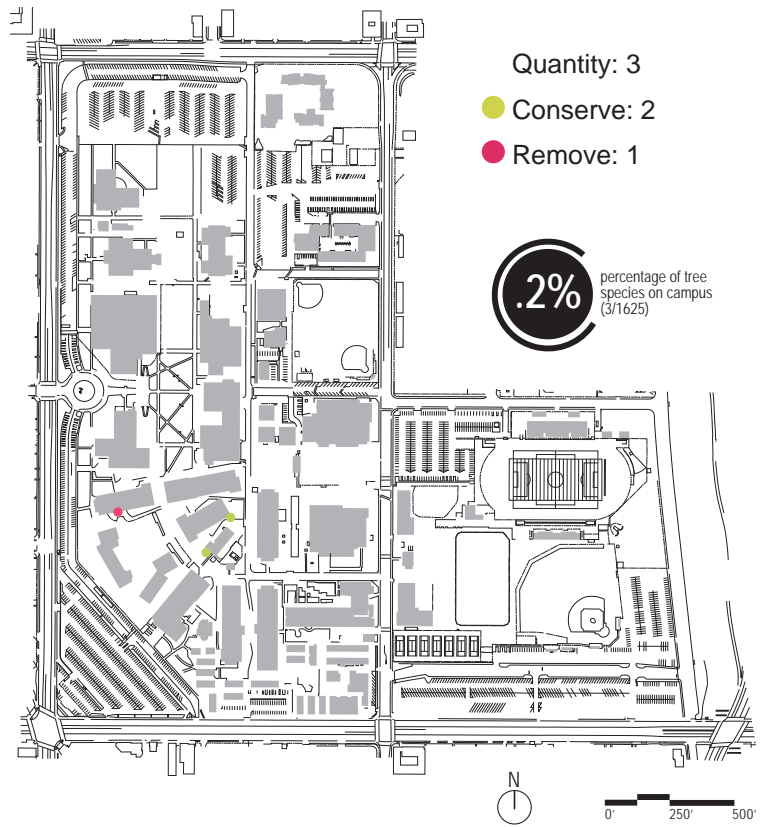 Quantity: 3
Conserve: 2
Remove: 1
.2%
percentage of tree
species on campus
(3/1625)
N
0' 250' 500'